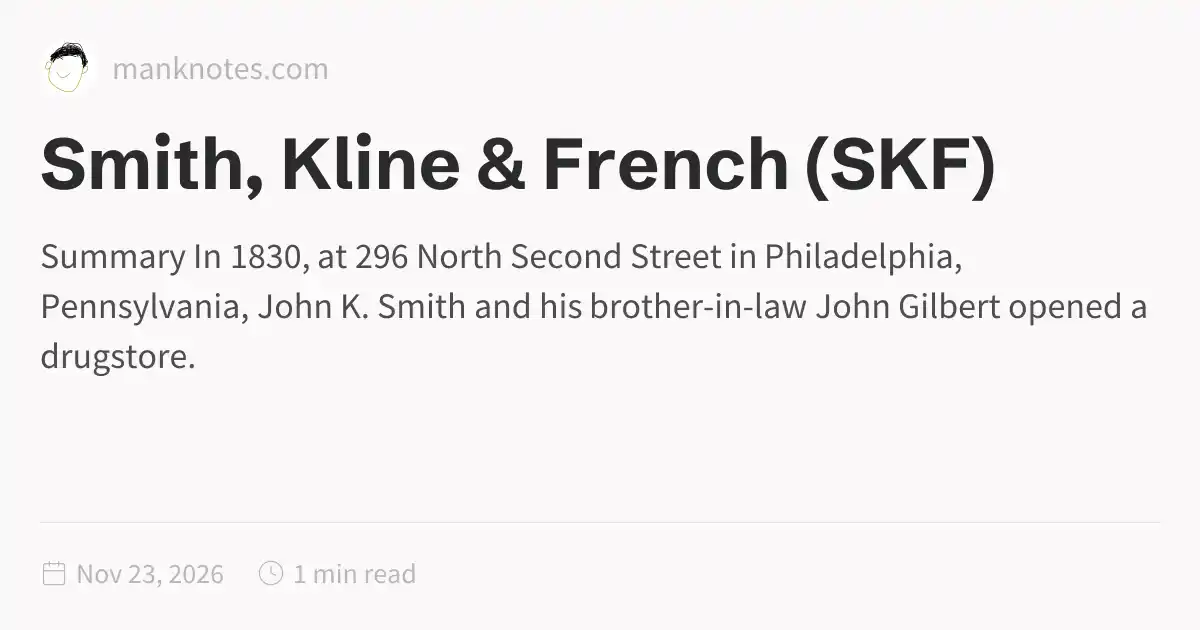 manknotes.com
Smith, Kline & French (SKF)
Summary In 1830, at 296 North Second Street in Philadelphia,
Pennsylvania, John K. Smith and his brother-in-law John Gilbert opened a
drugstore.
Nov 23, 2026 1 min read